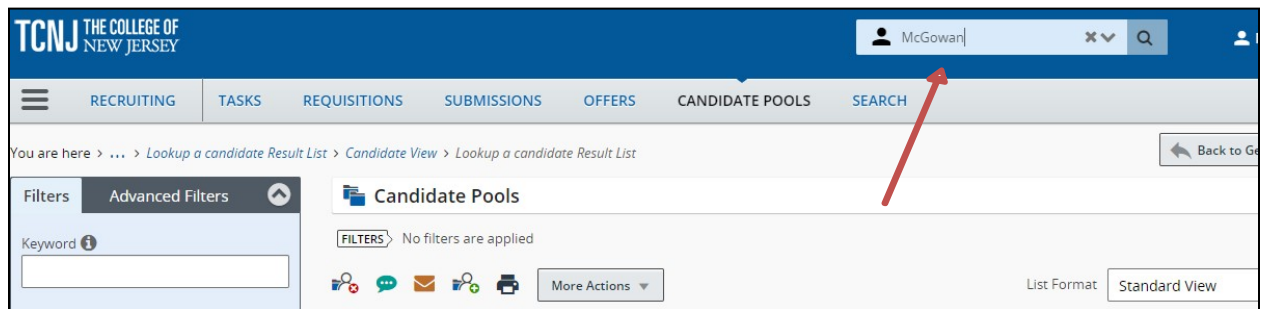 TCNJ THE COLLEGE OF NEW JERSEY
McGowan
RECRUITING TASKS REQUISITIONS SUBMISSIONS OFFERS CANDIDATE POOLS SEARCH
You are here > ... > Lookup a candidate Result List > Candidate View > Lookup a candidate Result List
Back to Ge
Filters Advanced Filters
Candidate Pools
Keyword
FILTERS No filters are applied
More Actions
List Format Standard View